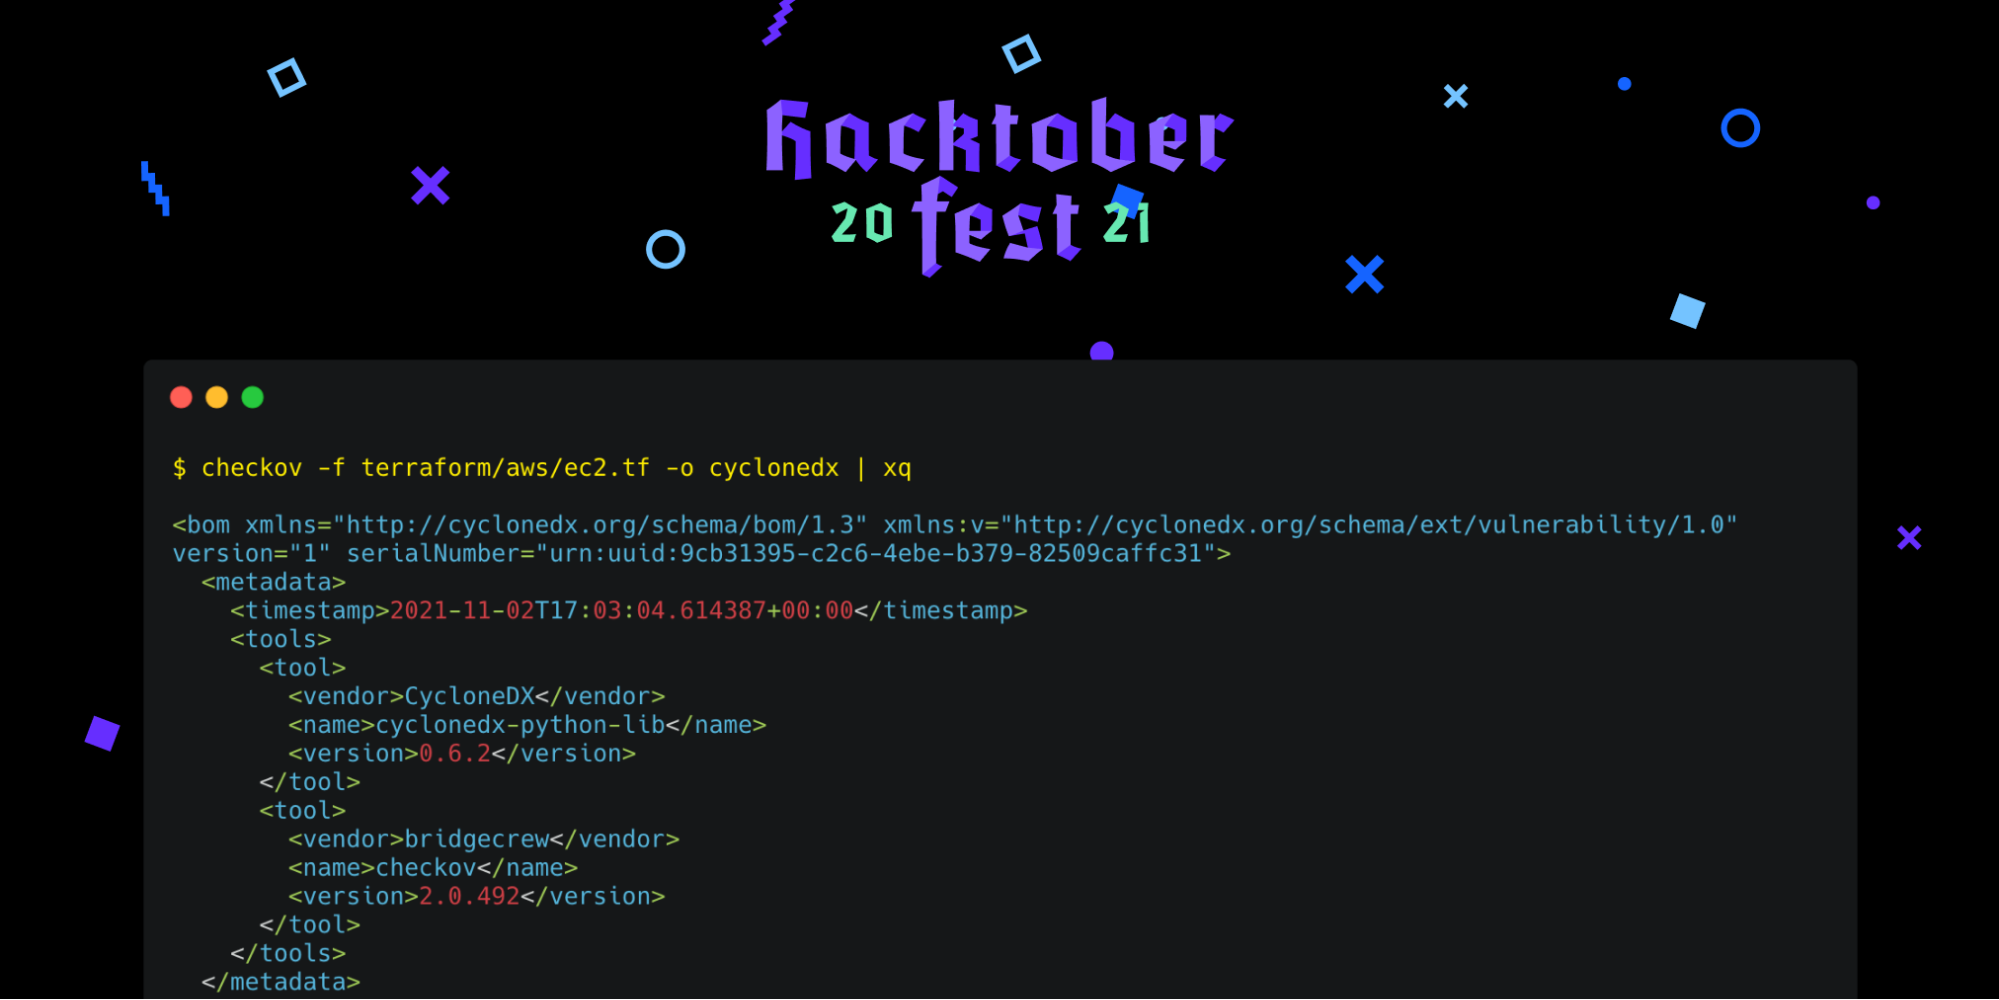 hacktober
20 fest 21
$ checkov -f terraform/aws/ec2.tf -o cyclonedx | xq
<bom xmlns="http://cyclonedx.org/schema/bom/1.3" xmlns:v="http://cyclonedx.org/schema/ext/vulnerability/1.0"
version="1" serialNumber="urn:uuid:9cb31395-c2c6-4ebe-b379-82509caffc31">
  <metadata>
    <timestamp>2021-11-02T17:03:04.614387+00:00</timestamp>
    <tools>
      <tool>
        <vendor>CycloneDX</vendor>
        <name>cyclonedx-python-lib</name>
        <version>0.6.2</version>
      </tool>
      <tool>
        <vendor>bridgecrew</vendor>
        <name>checkov</name>
        <version>2.0.492</version>
      </tool>
    </tools>
  </metadata>